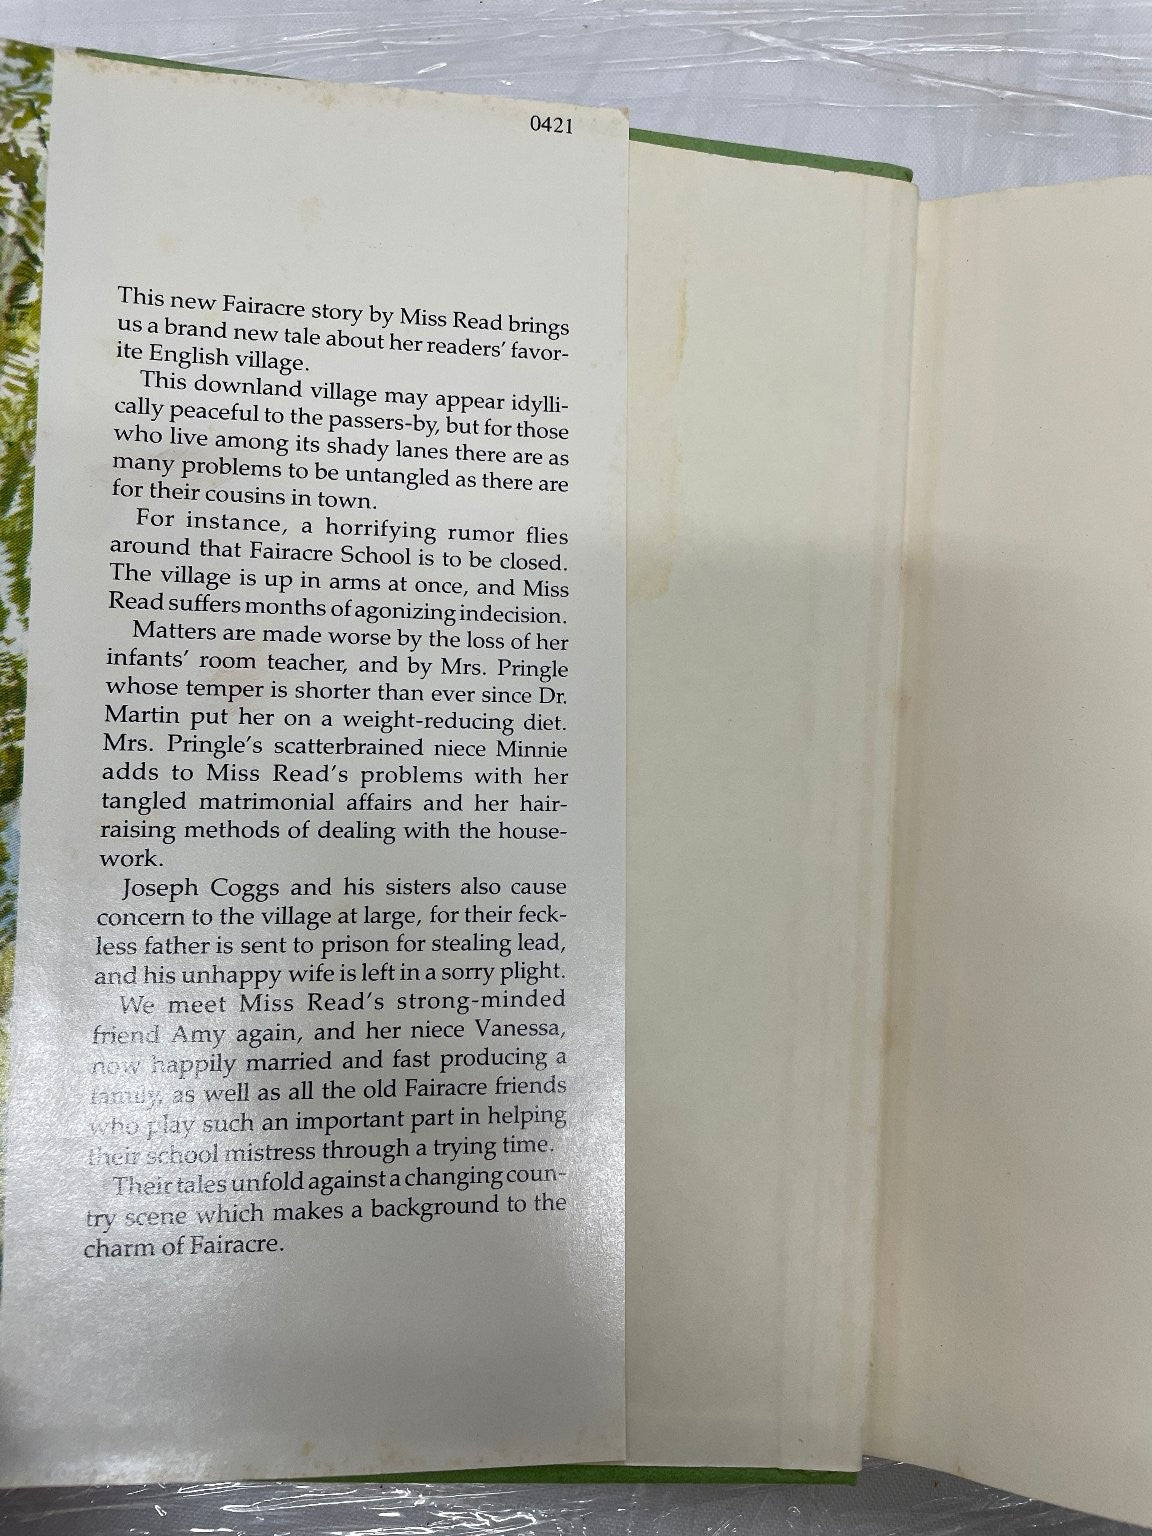 0421
This new Fairacre story by Miss Read brings
us a brand new tale about her readers' favor-
ite English village.
This downland village may appear idylli-
cally peaceful to the passers-by, but for those
who live among its shady lanes there are as
many problems to be untangled as there are
for their cousins in town.
For instance, a horrifying rumor flies
around that Fairacre School is to be closed.
The village is up in arms at once, and Miss
Read suffers months of agonizing indecision.
Matters are made worse by the loss of her
infants' room teacher, and by Mrs. Pringle
whose temper is shorter than ever since Dr.
Martin put her on a weight-reducing diet.
Mrs. Pringle's scatterbrained niece Minnie
adds to Miss Read's problems with her
tangled matrimonial affairs and her hair-
raising methods of dealing with the house-
work.
Joseph Coggs and his sisters also cause
concern to the village at large, for their feck-
less father is sent to prison for stealing lead,
and his unhappy wife is left in a sorry plight.
We meet Miss Read's strong-minded
friend Amy again, and her niece Vanessa,
now happily married and fast producing a
family, as well as all the old Fairacre friends
who play such an important part in helping
their school mistress through a trying time.
Their tales unfold against a changing coun-
try scene which makes a background to the
charm of Fairacre.